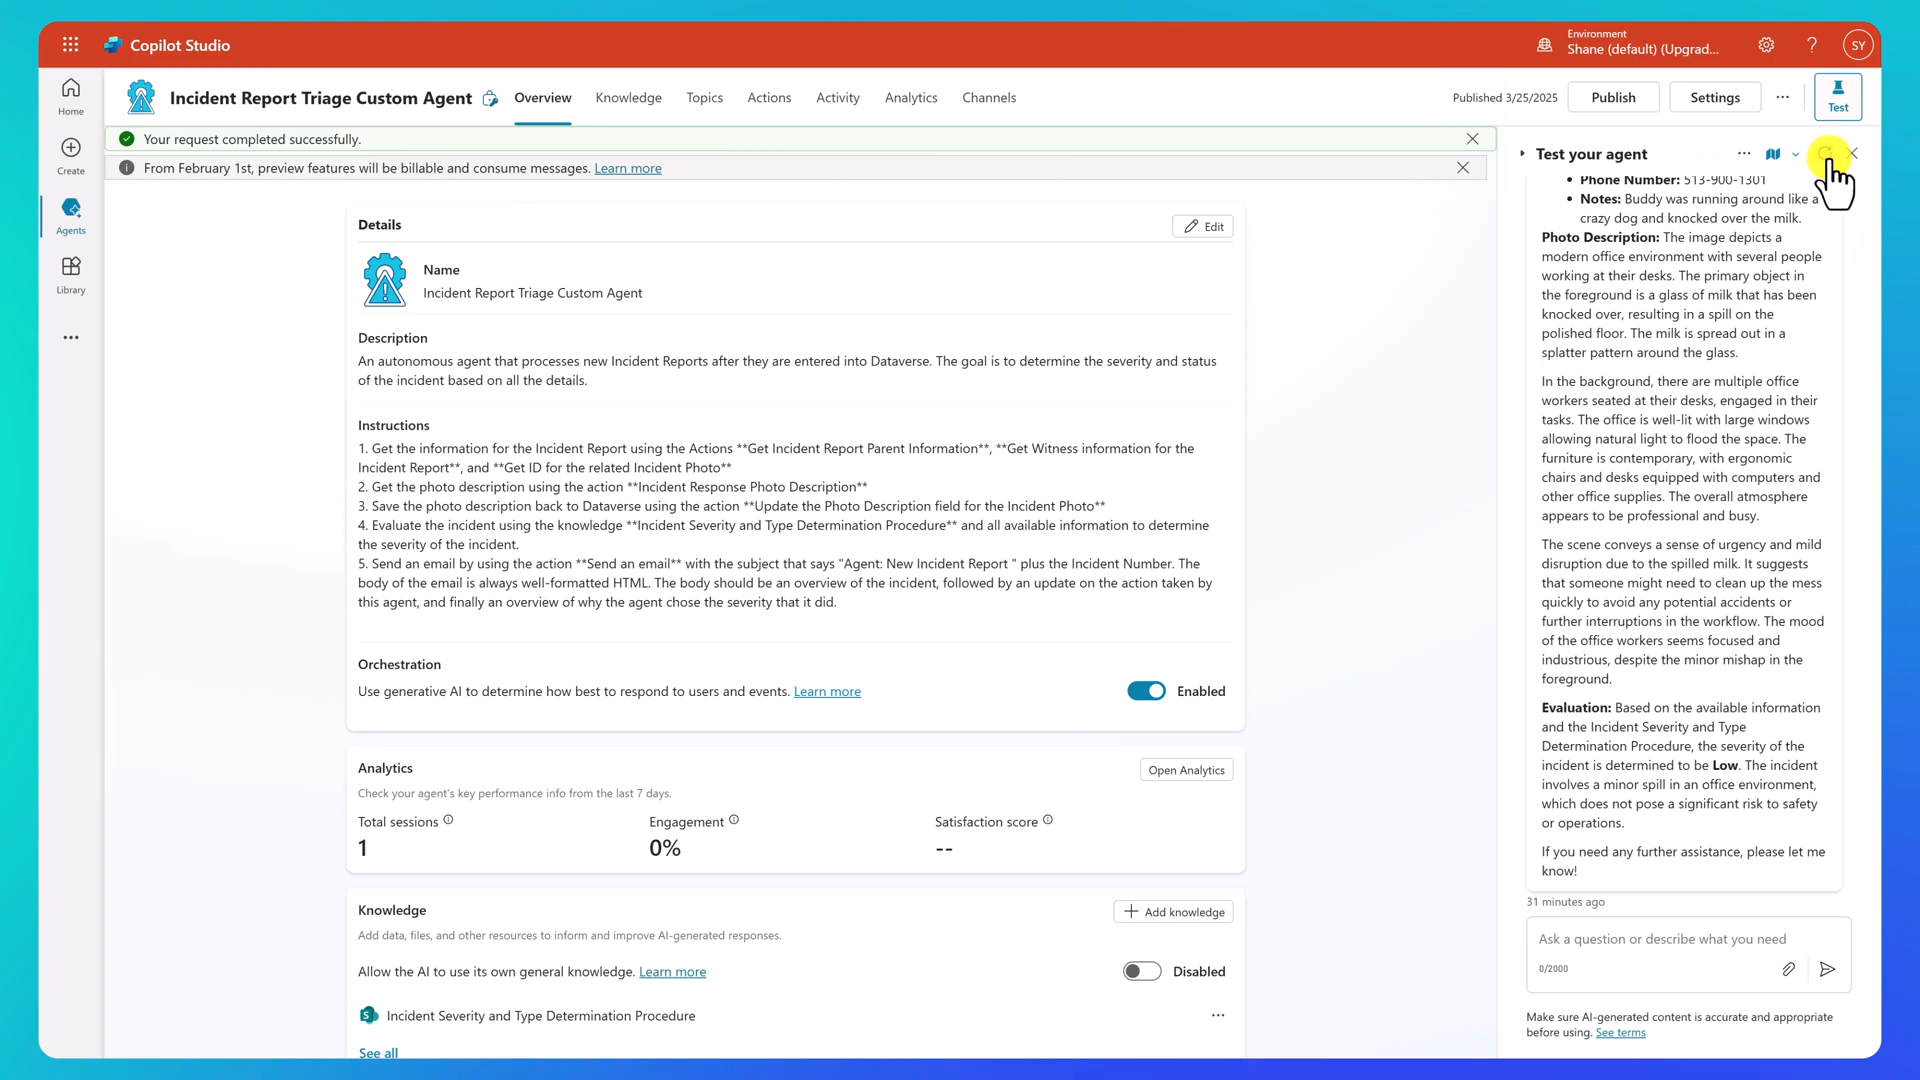 Copilot Studio
Environment
Shane (default) (Upgrad...
?
SY
Home
Create
Agents
Library
Incident Report Triage Custom Agent
Overview
Knowledge
Topics
Actions
Activity
Analytics
Channels
Published 3/25/2025
Publish
Settings
Test
Your request completed successfully.
From February 1st, preview features will be billable and consume messages. Learn more
Details
Edit
Name
Incident Report Triage Custom Agent
Description
An autonomous agent that processes new Incident Reports after they are entered into Dataverse. The goal is to determine the severity and status
of the incident based on all the details.
Instructions
1. Get the information for the Incident Report using the Actions **Get Incident Report Parent Information**, **Get Witness information for the
Incident Report**, and **Get ID for the related Incident Photo**
2. Get the photo description using the action **Incident Response Photo Description**
3. Save the photo description back to Dataverse using the action **Update the Photo Description field for the Incident Photo**
4. Evaluate the incident using the knowledge **Incident Severity and Type Determination Procedure** and all available information to determine
the severity of the incident.
5. Send an email by using the action **Send an email** with the subject that says "Agent: New Incident Report " plus the Incident Number. The
body of the email is always well-formatted HTML. The body should be an overview of the incident, followed by an update on the action taken by
this agent, and finally an overview of why the agent chose the severity that it did.
Orchestration
Use generative AI to determine how best to respond to users and events. Learn more
Enabled
Analytics
Open Analytics
Check your agent's key performance info from the last 7 days.
Total sessions
1
Engagement
0%
Satisfaction score
--
Knowledge
Add knowledge
Add data, files, and other resources to inform and improve AI-generated responses.
Allow the AI to use its own general knowledge. Learn more
Disabled
Incident Severity and Type Determination Procedure
See all
Test your agent
• Phone Number: 513-900-1301
• Notes: Buddy was running around like a
crazy dog and knocked over the milk.
Photo Description: The image depicts a
modern office environment with several people
working at their desks. The primary object in
the foreground is a glass of milk that has been
knocked over, resulting in a spill on the
polished floor. The milk is spread out in a
splatter pattern around the glass.
In the background, there are multiple office
workers seated at their desks, engaged in their
tasks. The office is well-lit with large windows
allowing natural light to flood the space. The
furniture is contemporary, with ergonomic
chairs and desks equipped with computers and
other office supplies. The overall atmosphere
appears to be professional and busy.
The scene conveys a sense of urgency and mild
disruption due to the spilled milk. It suggests
that someone might need to clean up the mess
quickly to avoid any potential accidents or
further interruptions in the workflow. The mood
of the office workers seems focused and
industrious, despite the minor mishap in the
foreground.
Evaluation: Based on the available information
and the Incident Severity and Type
Determination Procedure, the severity of the
incident is determined to be Low. The incident
involves a minor spill in an office environment,
which does not pose a significant risk to safety
or operations.
If you need any further assistance, please let me
know!
31 minutes ago
Ask a question or describe what you need
0/2000
Make sure AI-generated content is accurate and appropriate
before using. See terms